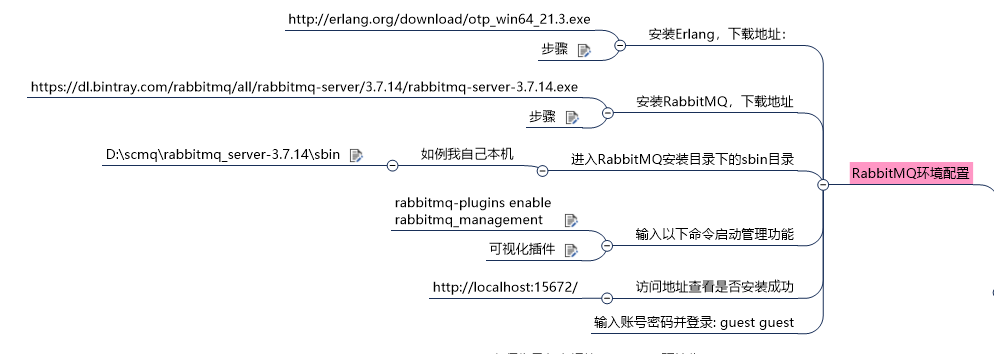 RabbitMQ环境配置
安装Erlang，下载地址：
http://erlang.org/download/otp_win64_21.3.exe
步骤
安装RabbitMQ，下载地址
https://dl.bintray.com/rabbitmq/all/rabbitmq-server/3.7.14/rabbitmq-server-3.7.14.exe
步骤
进入RabbitMQ安装目录下的sbin目录
如例我自己本机
D:\scmq\rabbitmq_server-3.7.14\sbin
输入以下命令启动管理功能
rabbitmq-plugins enable
rabbitmq_management
可视化插件
访问地址查看是否安装成功
http://localhost:15672/
输入账号密码并登录: guest guest